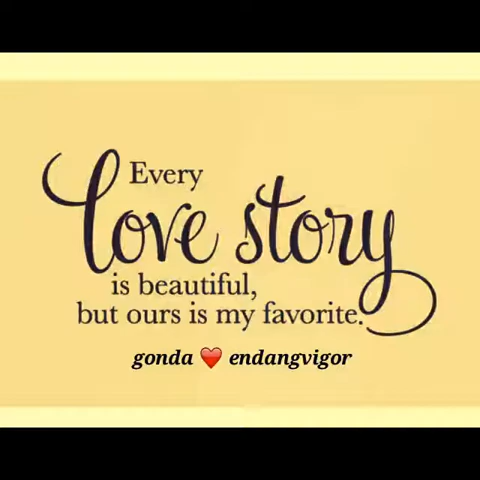 Every
love story
is beautiful,
but ours is my favorite.
gonda ❤️ endangvigor